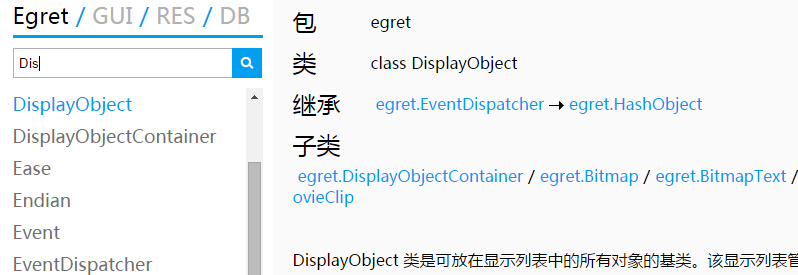 Egret / GUI / RES / DB
Dis
DisplayObject
DisplayObjectContainer
Ease
Endian
Event
EventDispatcher
包 egret
类 class DisplayObject
继承 egret.EventDispatcher ➝ egret.HashObject
子类
egret.DisplayObjectContainer / egret.Bitmap / egret.BitmapText /
ovieClip
DisplayObject 类是可放在显示列表中的所有对象的基类。该显示列表管